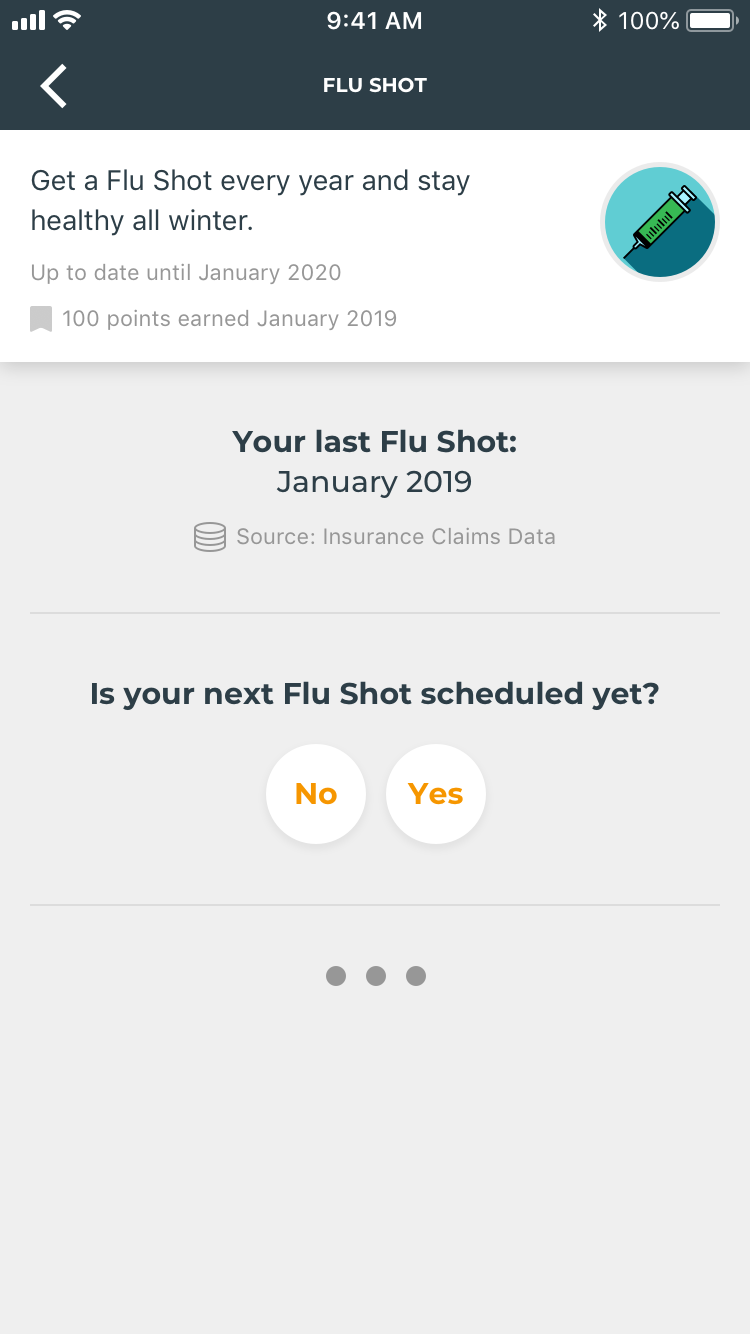 9:41 AM 100%
FLU SHOT
Get a Flu Shot every year and stay
healthy all winter.
Up to date until January 2020
100 points earned January 2019
Your last Flu Shot:
January 2019
Source: Insurance Claims Data
Is your next Flu Shot scheduled yet?
No Yes